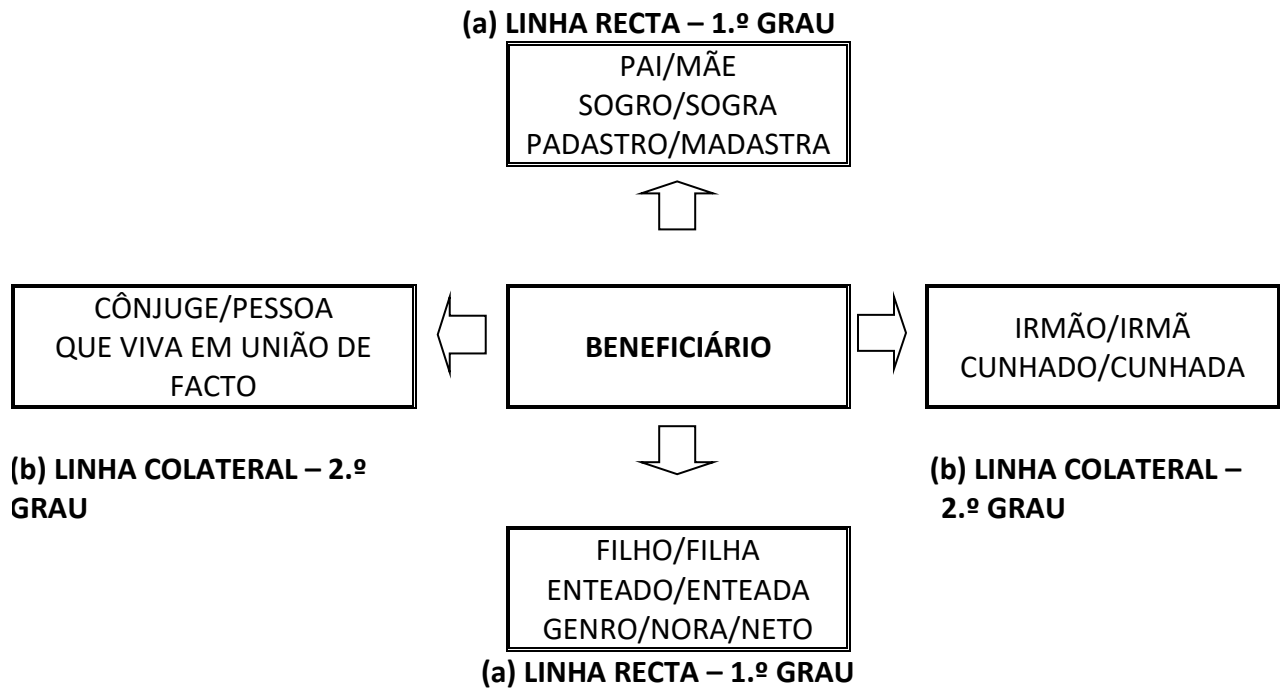 (a) LINHA RECTA – 1.º GRAU
PAI/MÃE
SOGRO/SOGRA
PADASTRO/MADASTRA
CÔNJUGE/PESSOA
QUE VIVA EM UNIÃO DE
FACTO
BENEFICIÁRIO
IRMÃO/IRMÃ
CUNHADO/CUNHADA
(b) LINHA COLATERAL – 2.º
GRAU
(b) LINHA COLATERAL –
2.º GRAU
FILHO/FILHA
ENTEADO/ENTEADA
GENRO/NORA/NETO
(a) LINHA RECTA – 1.º GRAU